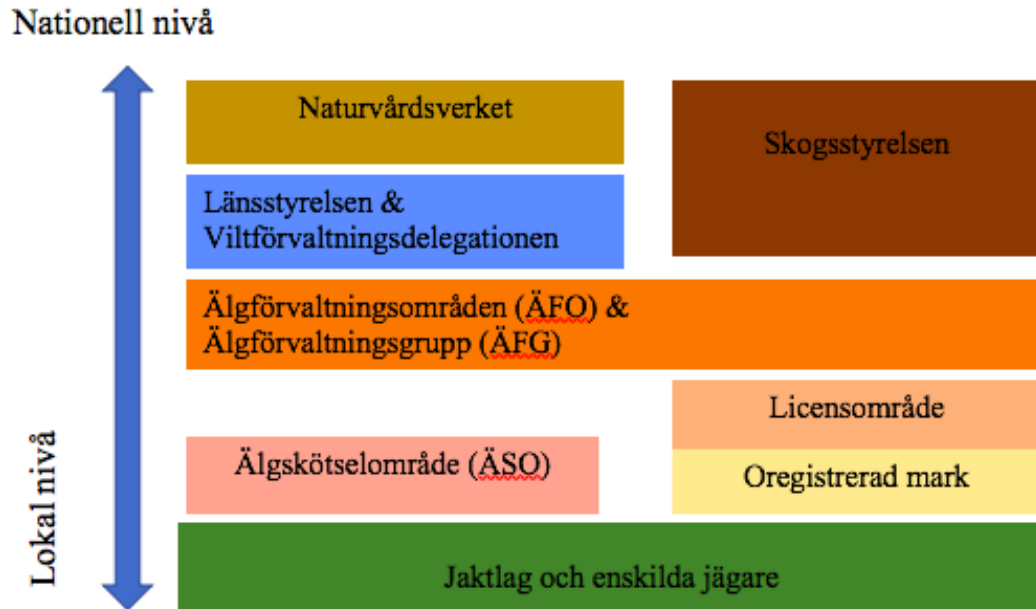 Nationell nivå
Naturvårdsverket
Skogsstyrelsen
Länsstyrelsen &
Viltförvaltningsdelegationen
Älgförvaltningsområden (ÄFO) &
Älgförvaltningsgrupp (ÄFG)
Licensområde
Älgskötselområde (ÄSO)
Oregistrerad mark
Lokal nivå
Jaktlag och enskilda jägare